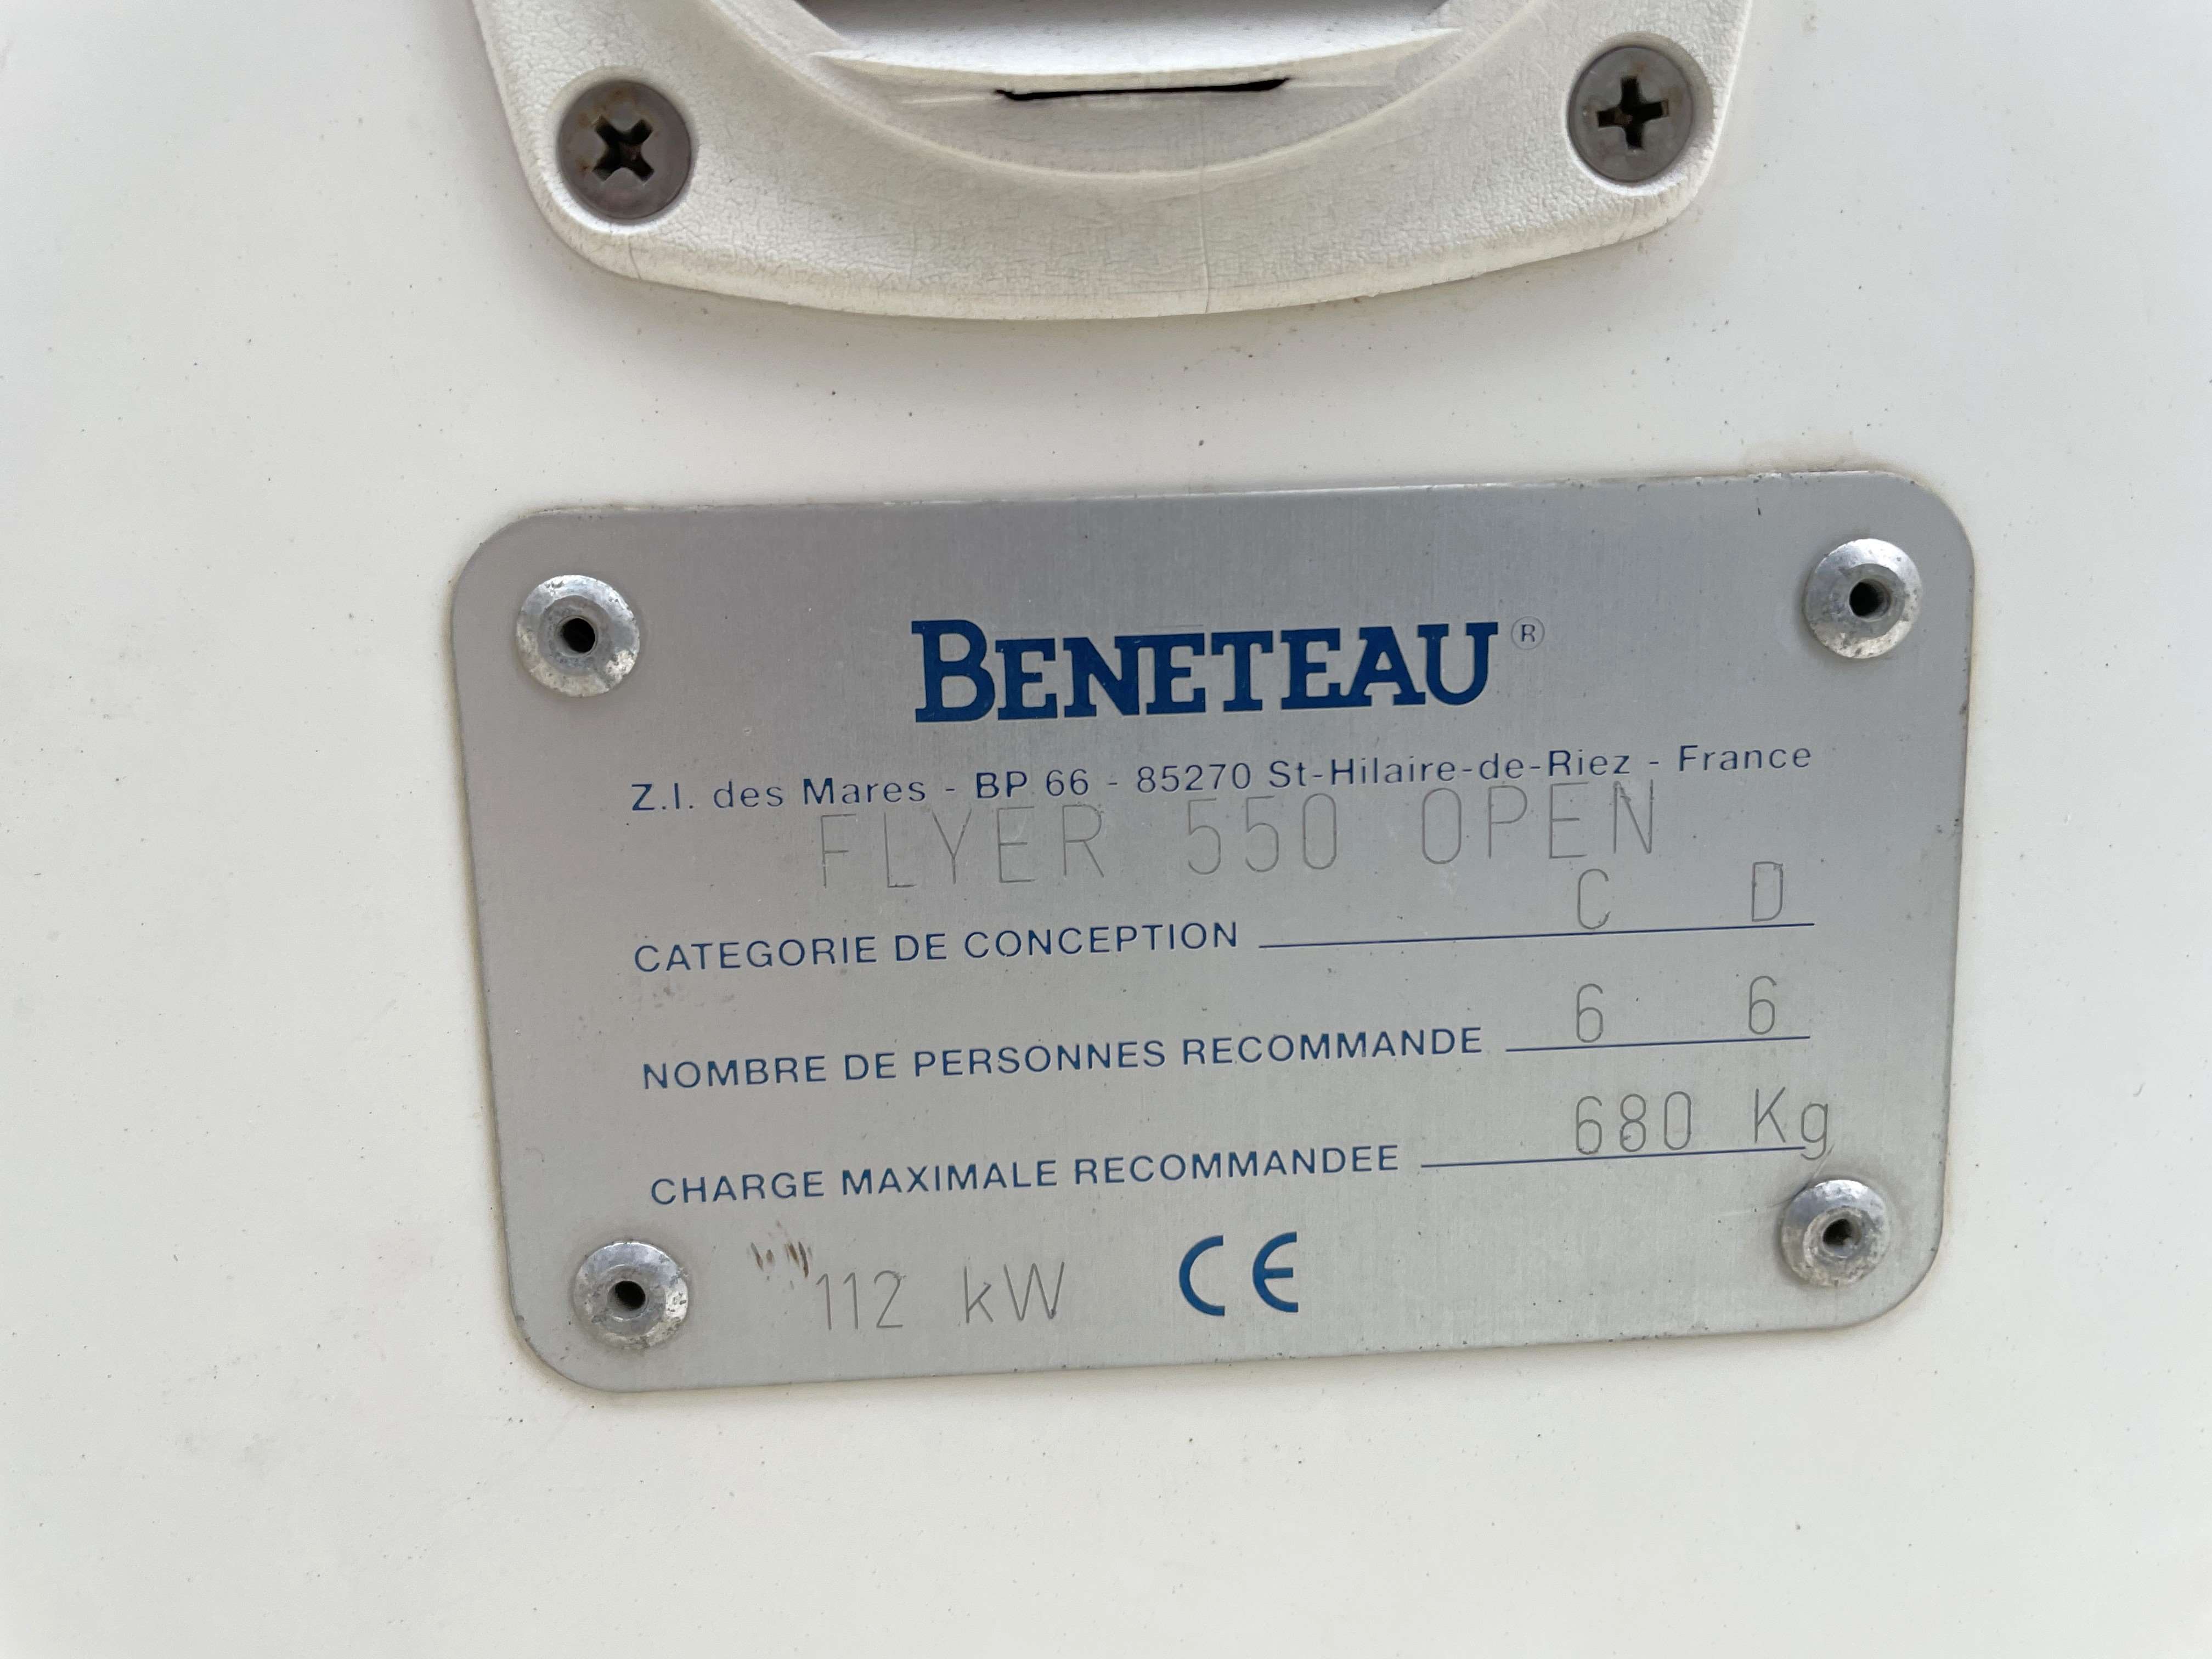 BENETEAU®
Z.I. des Mares - BP 66 - 85270 St-Hilaire-de-Riez - France
FLYER 550 OPEN
CATEGORIE DE CONCEPTION C D
NOMBRE DE PERSONNES RECOMMANDE 6 6
CHARGE MAXIMALE RECOMMANDEE 680 Kg
112 kW CE